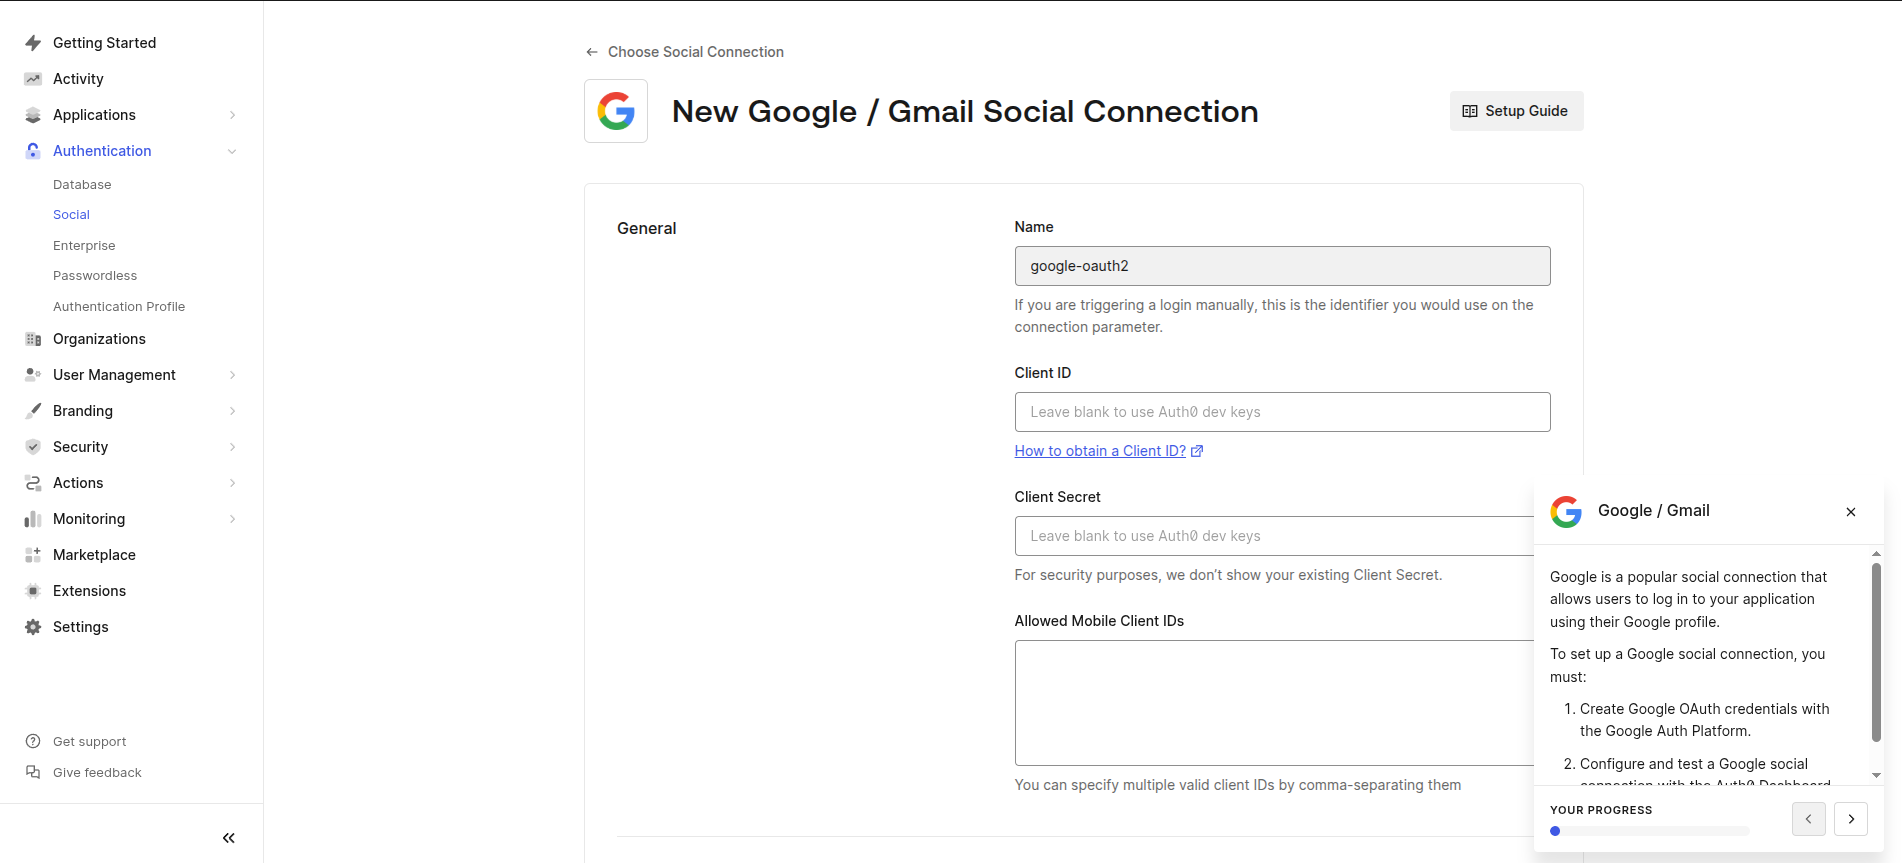 Getting Started
Activity
Applications
Authentication
Database
Social
Enterprise
Passwordless
Authentication Profile
Organizations
User Management
Branding
Security
Actions
Monitoring
Marketplace
Extensions
Settings
Get support
Give feedback
Choose Social Connection
New Google / Gmail Social Connection
Setup Guide
General
Name
google-oauth2
If you are triggering a login manually, this is the identifier you would use on the
connection parameter.
Client ID
Leave blank to use Auth0 dev keys
How to obtain a Client ID?
Client Secret
Leave blank to use Auth0 dev keys
For security purposes, we don’t show your existing Client Secret.
Allowed Mobile Client IDs
You can specify multiple valid client IDs by comma-separating them
Google / Gmail
Google is a popular social connection that
allows users to log in to your application
using their Google profile.
To set up a Google social connection, you
must:
1. Create Google OAuth credentials with
the Google Auth Platform.
2. Configure and test a Google social
connection with the Auth0 Dashboard
YOUR PROGRESS